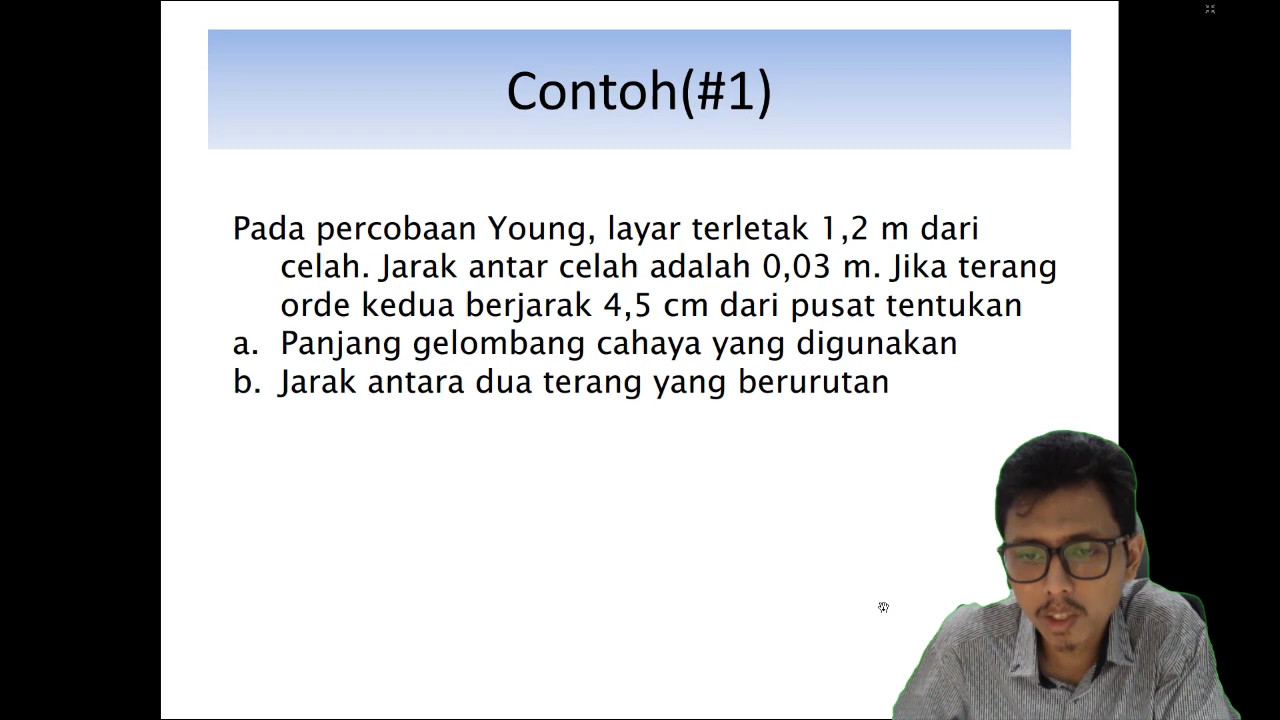 Contoh(#1)
Pada percobaan Young, layar terletak 1,2 m dari
celah. Jarak antar celah adalah 0,03 m. Jika terang
orde kedua berjarak 4,5 cm dari pusat tentukan
a. Panjang gelombang cahaya yang digunakan
b. Jarak antara dua terang yang berurutan